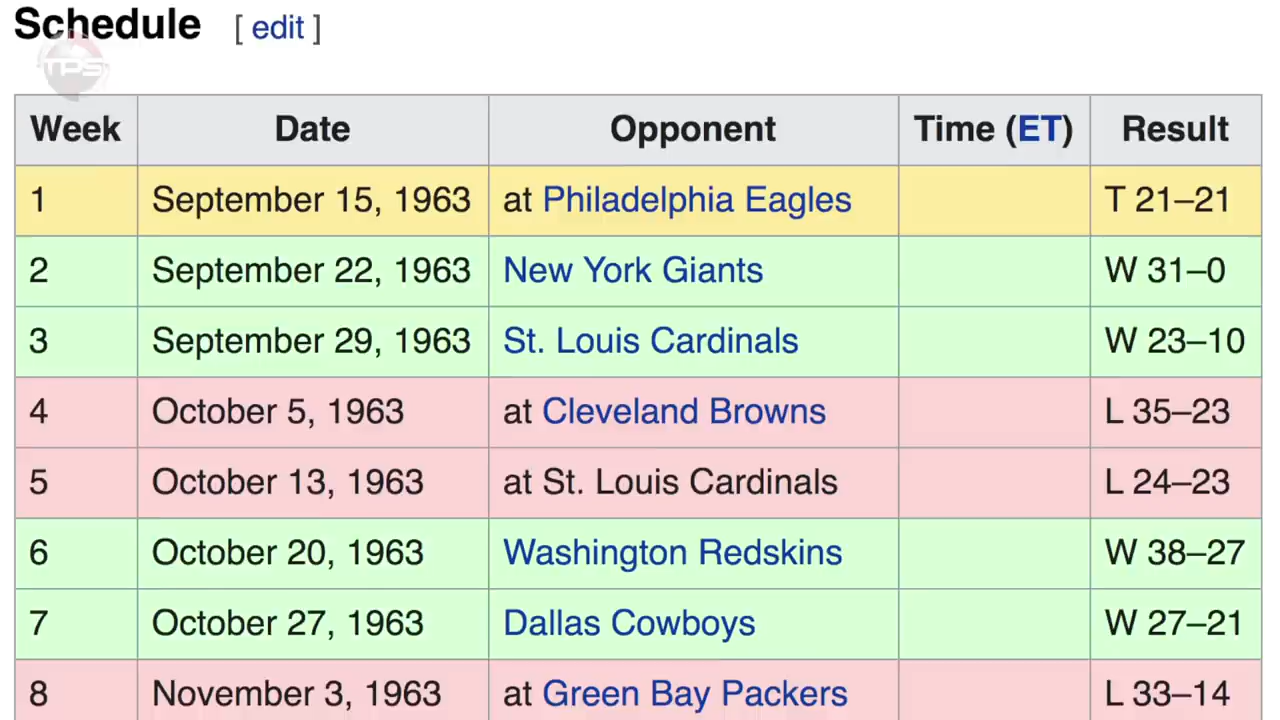 Schedule [ edit ]
TPS
Week Date Opponent Time (ET) Result
1 September 15, 1963 at Philadelphia Eagles T 21–21
2 September 22, 1963 New York Giants W 31–0
3 September 29, 1963 St. Louis Cardinals W 23–10
4 October 5, 1963 at Cleveland Browns L 35–23
5 October 13, 1963 at St. Louis Cardinals L 24–23
6 October 20, 1963 Washington Redskins W 38–27
7 October 27, 1963 Dallas Cowboys W 27–21
8 November 3, 1963 at Green Bay Packers L 33–14